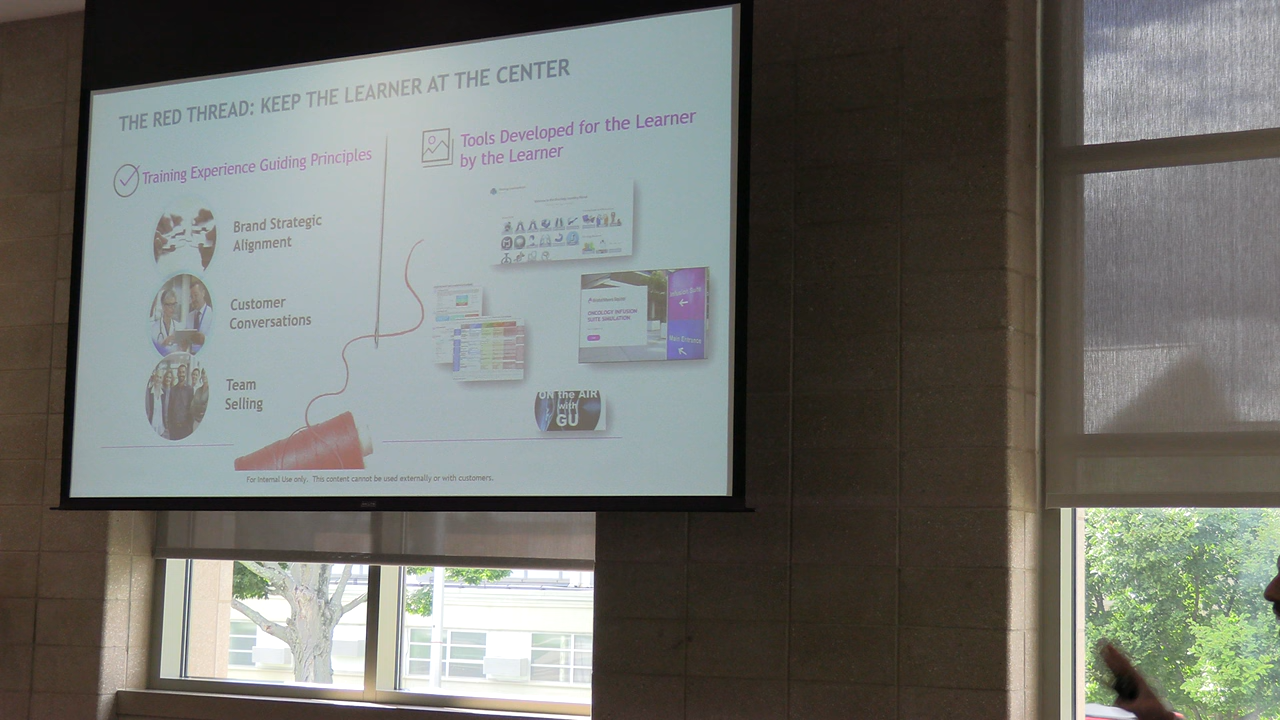 THE RED THREAD: KEEP THE LEARNER AT THE CENTER
Training Experience Guiding Principles
Brand Strategic
Alignment
Customer
Conversations
Team
Selling
Tools Developed for the Learner
by the Learner
ONCOLOGY INFUSION
SUITE SIMULATION
Infusion Suite
Main Entrance
ON the AIR
with
GU
For Internal Use only. This content cannot be used externally or with customers.